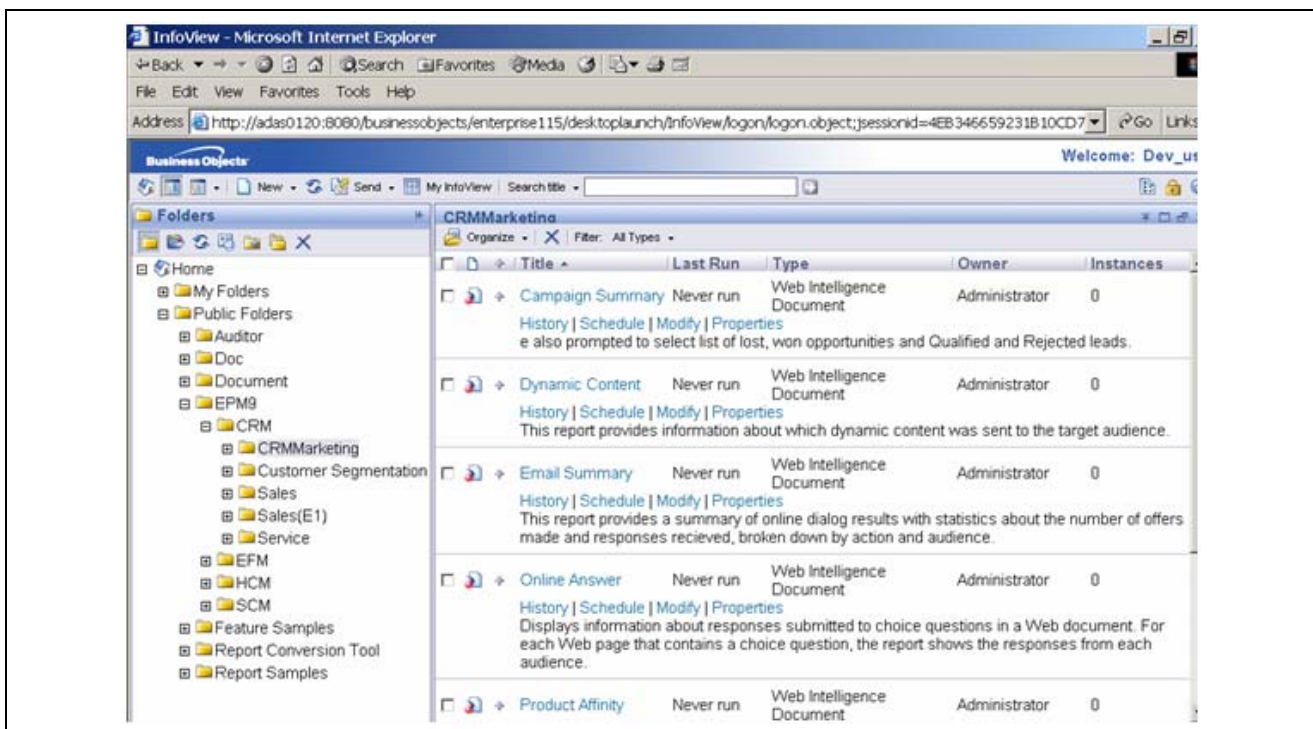 InfoView - Microsoft Internet Explorer
Back Search Favorites Media
File Edit View Favorites Tools Help
Address http://adas0120:8080/businessobjects/enterprise115/desktoplaunch/InfoView/logon/logon.object;jsessionid=4EB346659231B10CD7 Go Links
Business Objects Welcome: Dev_us
New Send My InfoView Search title
Folders
Home
My Folders
Public Folders
Auditor
Doc
Document
EPM9
CRM
CRMMarketing
Customer Segmentation
Sales
Sales(E1)
Service
EFM
HCM
SCM
Feature Samples
Report Conversion Tool
Report Samples
CRMMarketing
Organize Filter: All Types
Title Last Run Type Owner Instances
Campaign Summary Never run Web Intelligence Document Administrator 0
History | Schedule | Modify | Properties
e also prompted to select list of lost, won opportunities and Qualified and Rejected leads.
Dynamic Content Never run Web Intelligence Document Administrator 0
History | Schedule | Modify | Properties
This report provides information about which dynamic content was sent to the target audience.
Email Summary Never run Web Intelligence Document Administrator 0
History | Schedule | Modify | Properties
This report provides a summary of online dialog results with statistics about the number of offers
made and responses recieved, broken down by action and audience.
Online Answer Never run Web Intelligence Document Administrator 0
History | Schedule | Modify | Properties
Displays information about responses submitted to choice questions in a Web document. For
each Web page that contains a choice question, the report shows the responses from each
audience.
Product Affinity Never run Web Intelligence Document Administrator 0